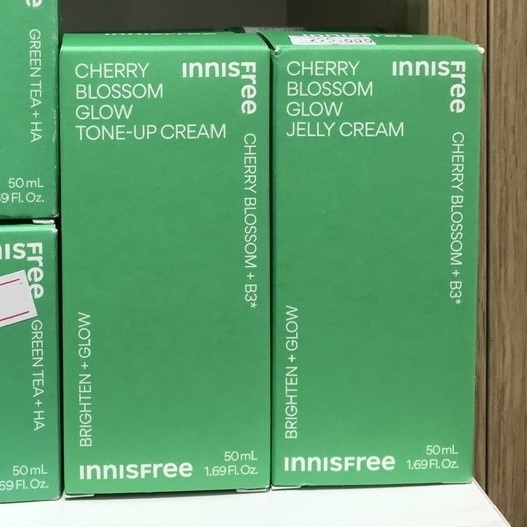 GREEN TEA + HA
50 mL
69 Fl. Oz.
GREEN TEA + HA
50 mL
69 Fl. Oz.
CHERRY
BLOSSOM
GLOW
TONE-UP CREAM
innisfree
CHERRY BLOSSOM + B3*
BRIGHTEN + GLOW
innisfree
50 mL
1.69 Fl. Oz.
CHERRY
BLOSSOM
GLOW
JELLY CREAM
innisfree
CHERRY BLOSSOM + B3*
BRIGHTEN + GLOW
innisfree
50 mL
1.69 Fl. Oz.